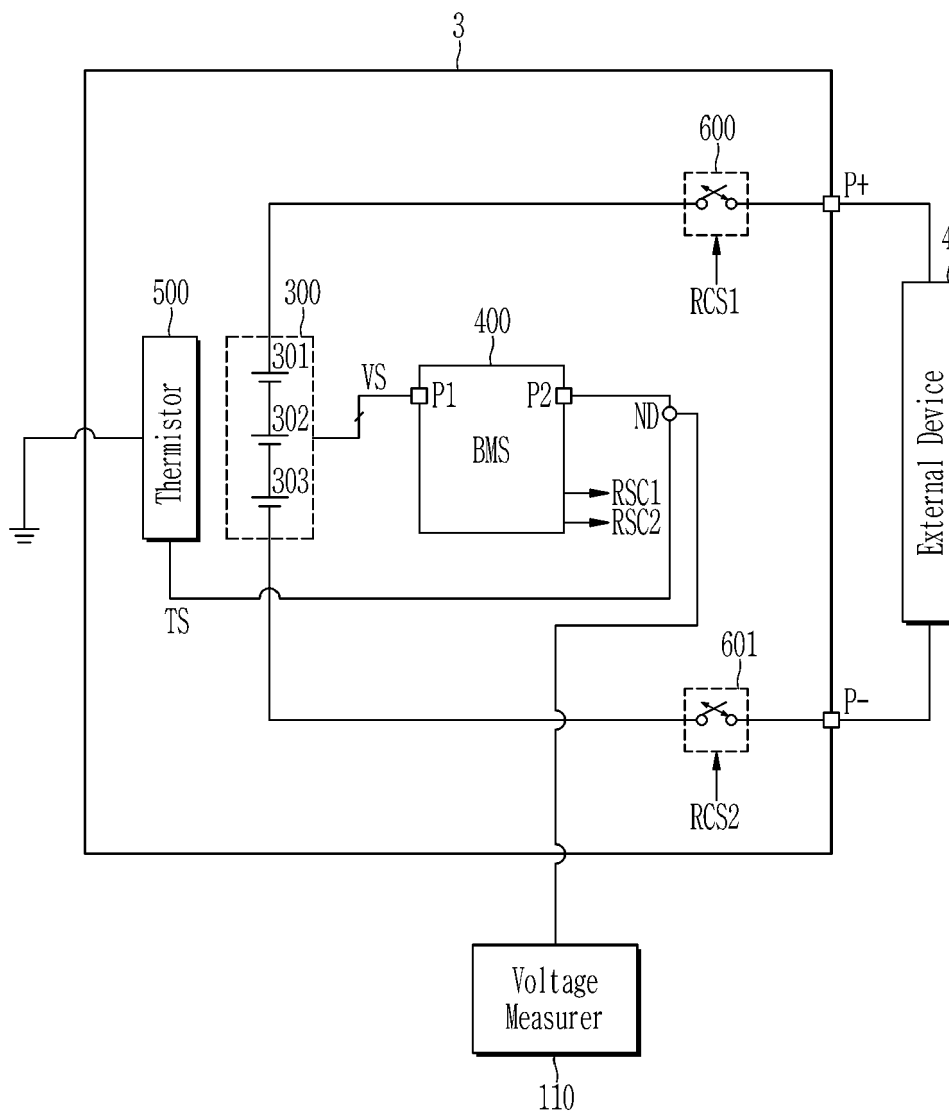 3
600
P+
4
RCS1
500
300
400
301
VS
P1
P2
ND
302
BMS
Thermistor
External Device
303
RSC1
RSC2
TS
601
P-
RCS2
Voltage
Measurer
110